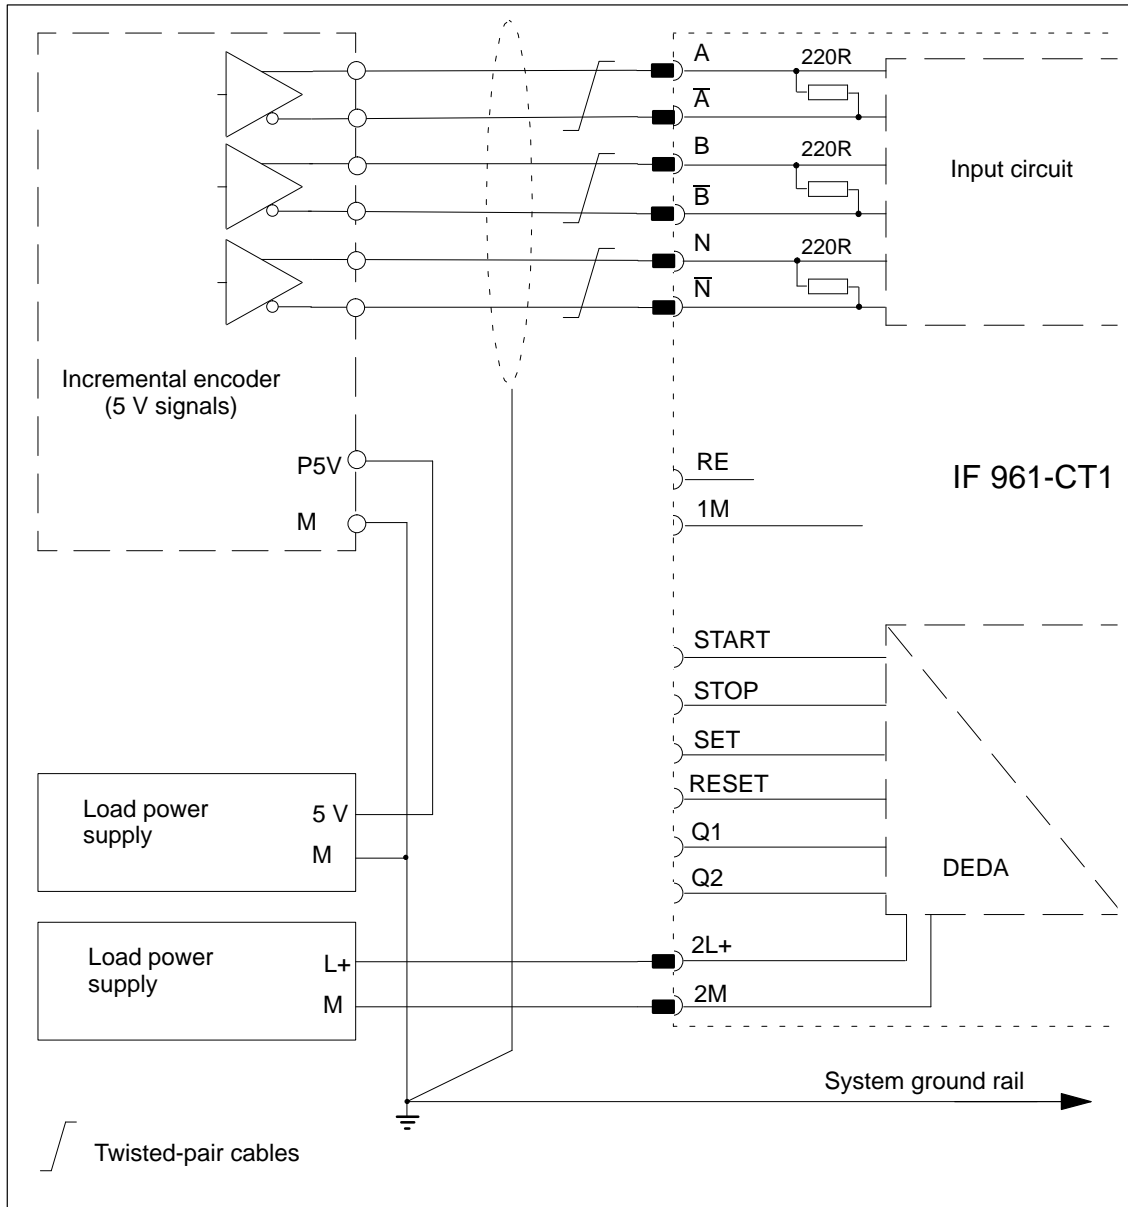 A
220R
A̅
B
220R
Input circuit
B̅
N
220R
N̅
Incremental encoder
(5 V signals)
P5V
RE
IF 961-CT1
M
1M
START
STOP
SET
RESET
Load power
supply
5 V
M
Q1
Q2
DEDA
Load power
supply
L+
2L+
M
2M
System ground rail
Twisted-pair cables